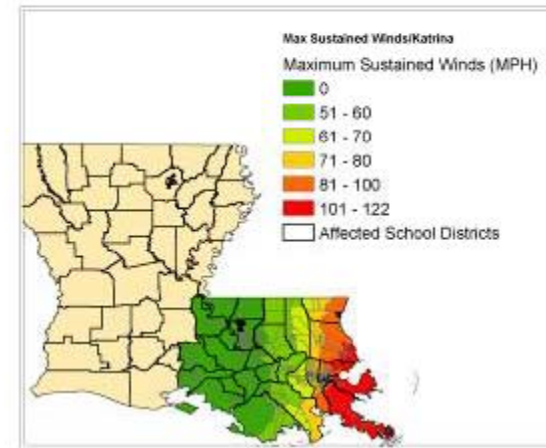 Max Sustained Winds/Katrina
Maximum Sustained Winds (MPH)
0
51 - 60
61 - 70
71 - 80
81 - 100
101 - 122
Affected School Districts